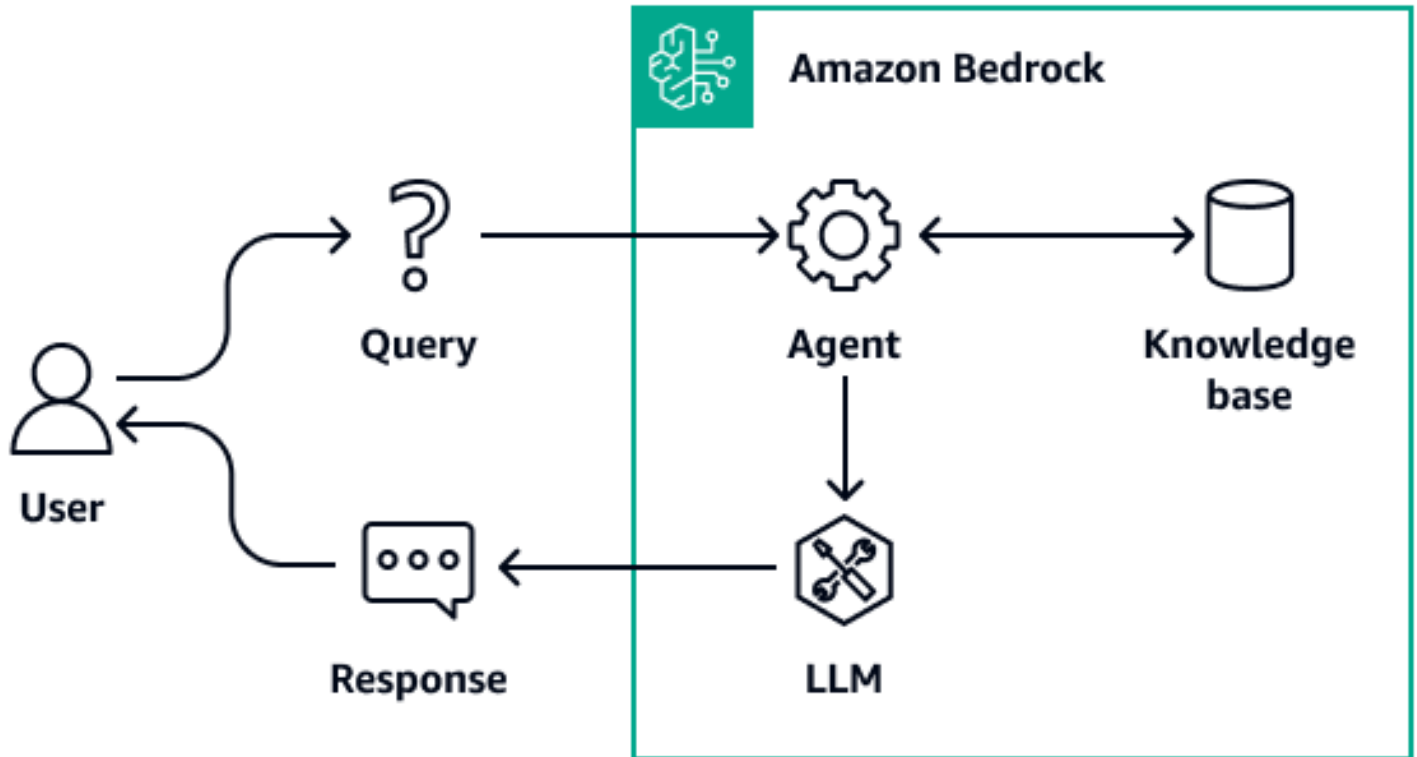 Amazon Bedrock
Query
Agent
Knowledge
base
User
Response
LLM